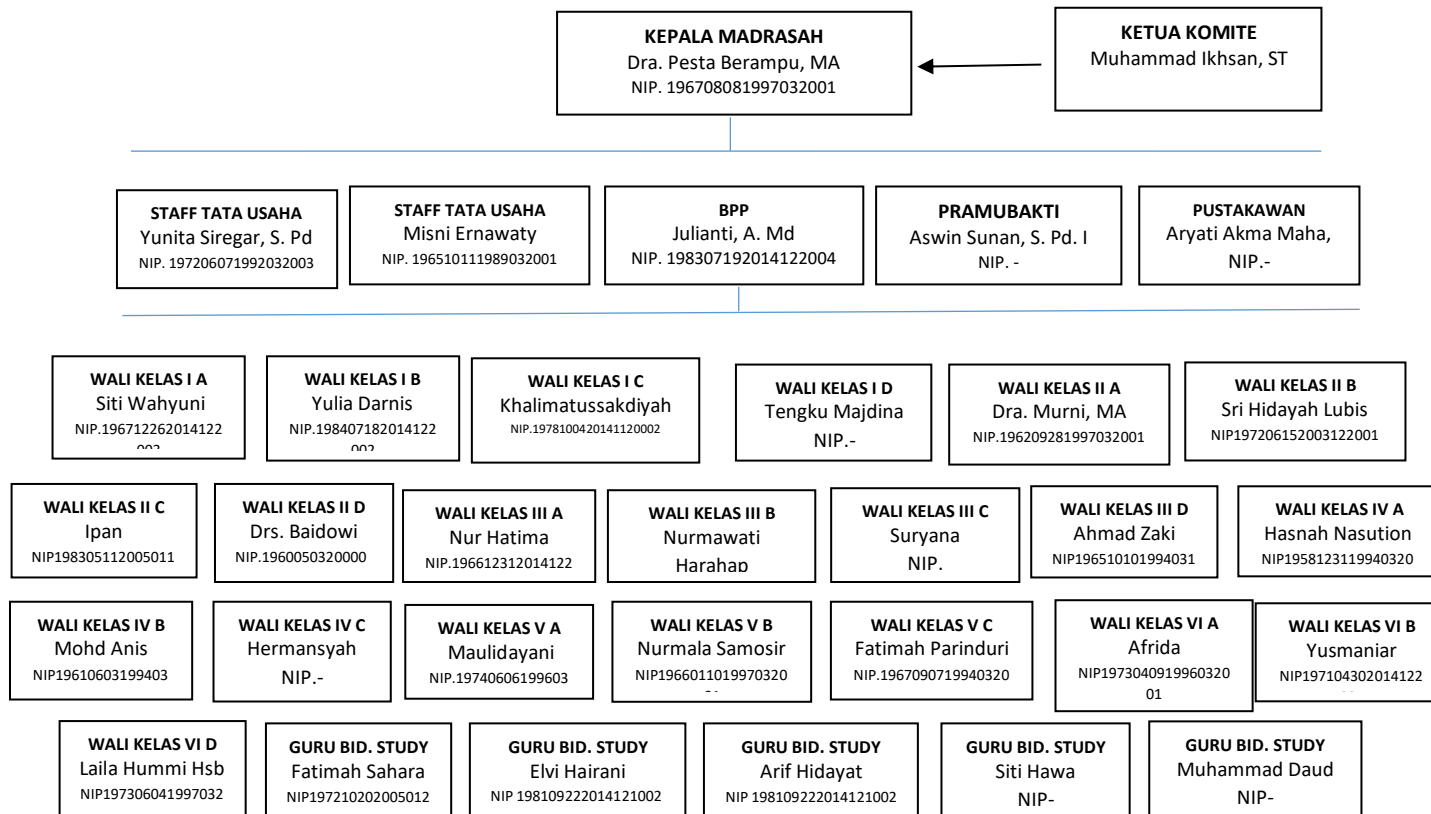 KEPALA MADRASAH
Dra. Pesta Berampu, MA
NIP. 196708081997032001
KETUA KOMITE
Muhammad Ikhsan, ST
STAFF TATA USAHA
Yunita Siregar, S. Pd
NIP. 197206071992032003
STAFF TATA USAHA
Misni Ernawaty
NIP. 196510111989032001
BPP
Julianti, A. Md
NIP. 198307192014122004
PRAMUBAKTI
Aswin Sunan, S. Pd. I
NIP. -
PUSTAKAWAN
Aryati Akma Maha,
NIP.-
WALI KELAS I A
Siti Wahyuni
NIP.196712262014122
WALI KELAS I B
Yulia Darnis
NIP.198407182014122
WALI KELAS I C
Khalimatussakdiyah
NIP.1978100420141120002
WALI KELAS I D
Tengku Majdina
NIP.-
WALI KELAS II A
Dra. Murni, MA
NIP.196209281997032001
WALI KELAS II B
Sri Hidayah Lubis
NIP197206152003122001
WALI KELAS II C
Ipan
NIP198305112005011
WALI KELAS II D
Drs. Baidowi
NIP.1960050320000
WALI KELAS III A
Nur Hatima
NIP.196612312014122
WALI KELAS III B
Nurmawati
Harahap
WALI KELAS III C
Suryana
NIP.
WALI KELAS III D
Ahmad Zaki
NIP196510101994031
WALI KELAS IV A
Hasnah Nasution
NIP1958123119940320
WALI KELAS IV B
Mohd Anis
NIP19610603199403
WALI KELAS IV C
Hermansyah
NIP.-
WALI KELAS V A
Maulidayani
NIP.19740606199603
WALI KELAS V B
Nurmala Samosir
NIP1966011019970320
WALI KELAS V C
Fatimah Parinduri
NIP.1967090719940320
WALI KELAS VI A
Afrida
NIP1973040919960320
01
WALI KELAS VI B
Yusmaniar
NIP197104302014122
WALI KELAS VI D
Laila Hummi Hsb
NIP197306041997032
GURU BID. STUDY
Fatimah Sahara
NIP197210202005012
GURU BID. STUDY
Elvi Hairani
NIP 198109222014121002
GURU BID. STUDY
Arif Hidayat
NIP 198109222014121002
GURU BID. STUDY
Siti Hawa
NIP-
GURU BID. STUDY
Muhammad Daud
NIP-